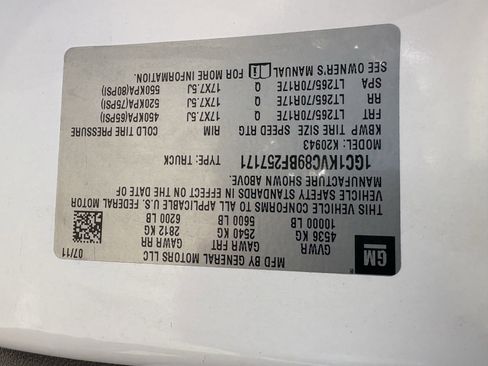 GM
MFD BY GENERAL MOTORS LLC
07/11
GVWR GAWR FRT GAWR RR
4536 KG 2540 KG 2812 KG
10000 LB 5600 LB 6200 LB
THIS VEHICLE CONFORMS TO ALL APPLICABLE U.S. FEDERAL MOTOR
VEHICLE SAFETY STANDARDS IN EFFECT ON THE DATE OF
MANUFACTURE SHOWN ABOVE.
1GC1KVC89BF257171 TYPE: TRUCK
MODEL: K20943
KBWP TIRE SIZE SPEED RTG RIM COLD TIRE PRESSURE
FRT LT265/70R17E 17X7.5J 450KPA(65PSI)
RR LT265/70R17E 17X7.5J 520KPA(75PSI)
SPA LT265/70R17E 17X7.5J 550KPA(80PSI)
SEE OWNER'S MANUAL FOR MORE INFORMATION